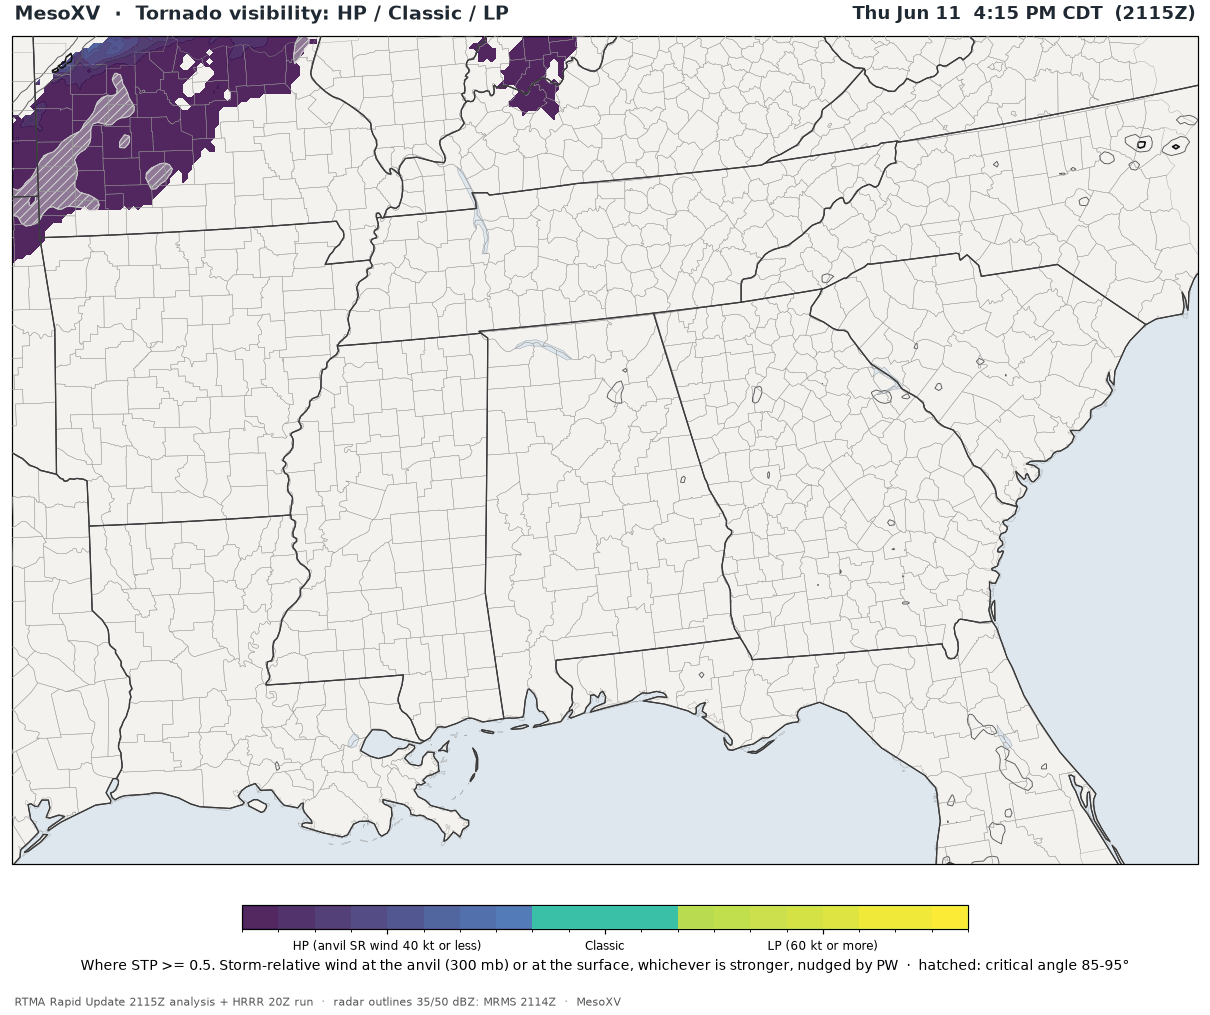 MesoXV · Tornado visibility: HP / Classic / LP
Thu Jun 11 4:15 PM CDT (2115Z)
HP (anvil SR wind 40 kt or less)
Classic
LP (60 kt or more)
Where STP >= 0.5. Storm-relative wind at the anvil (300 mb) or at the surface, whichever is stronger, nudged by PW · hatched: critical angle 85-95°
RTMA Rapid Update 2115Z analysis + HRRR 20Z run · radar outlines 35/50 dBZ: MRMS 2114Z · MesoXV